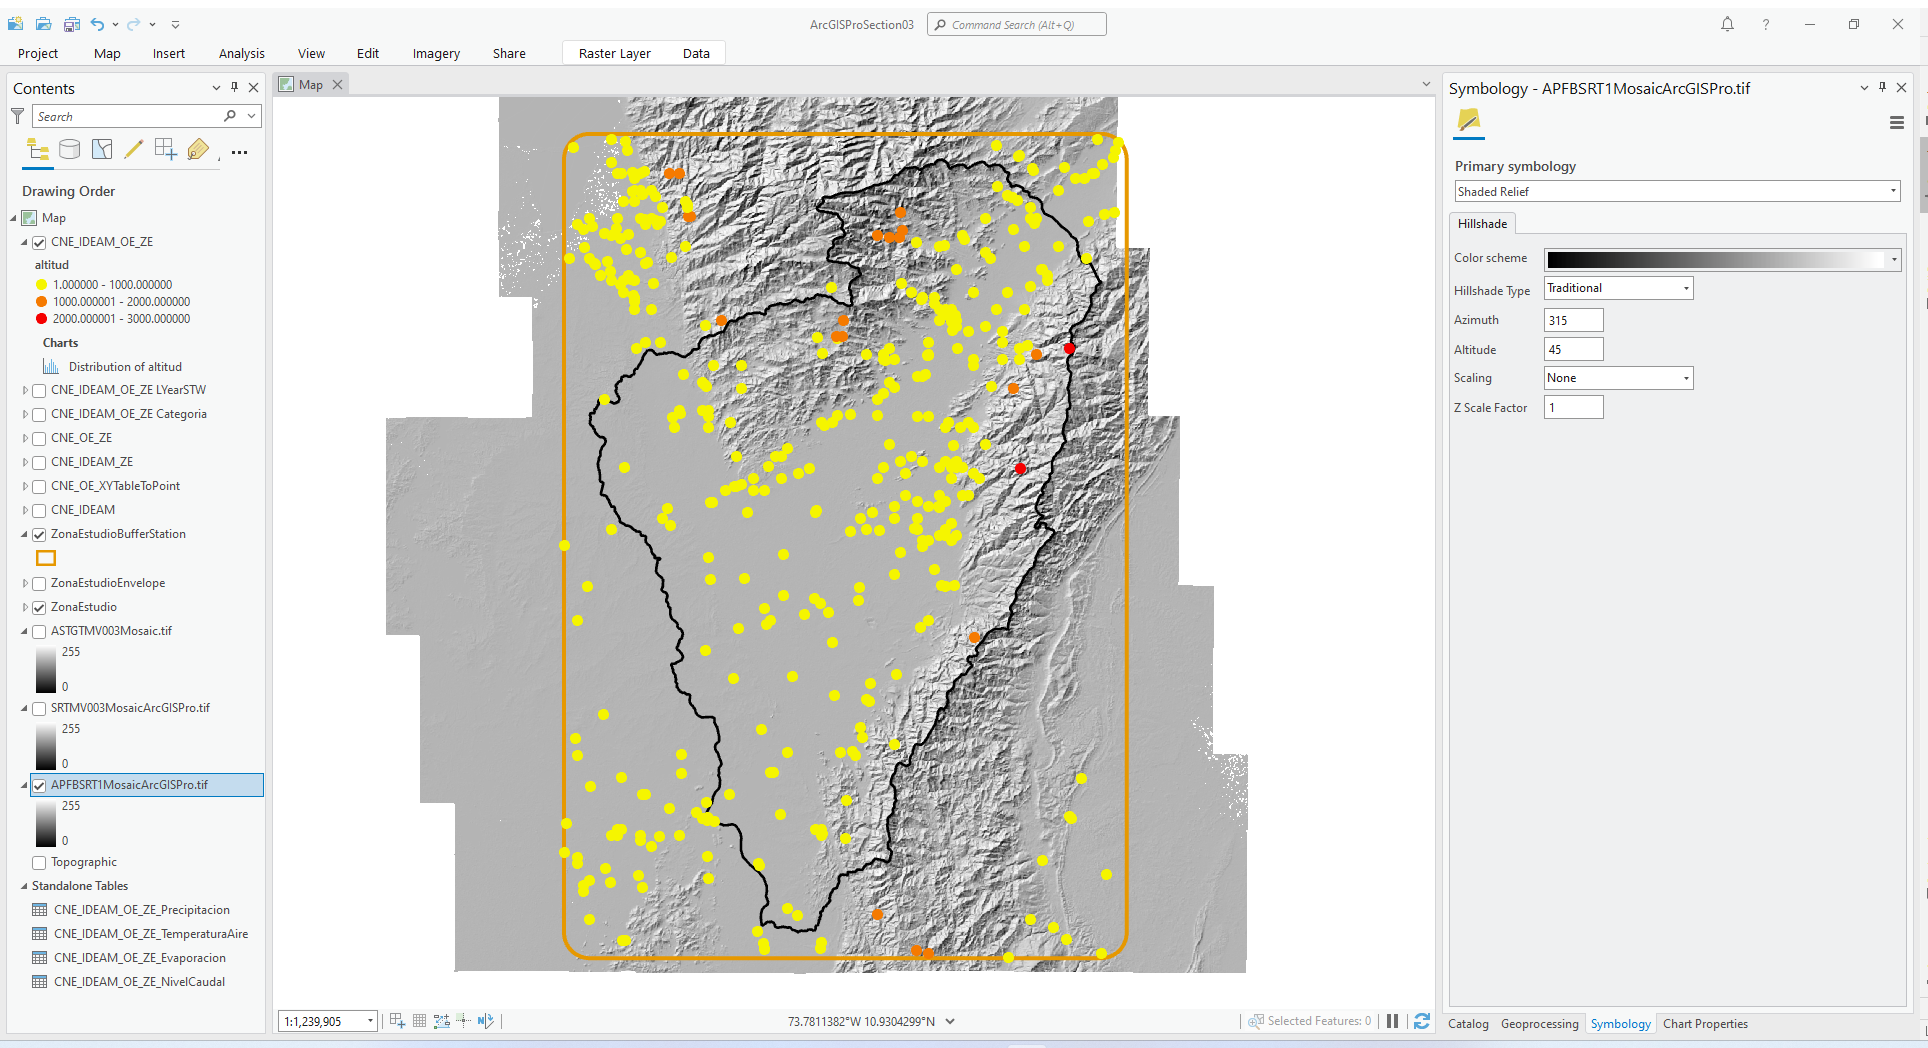 ArcGISProSection03
Command Search (Alt+Q)
Project Map Insert Analysis View Edit Imagery Share Raster Layer Data
Contents
Search
Drawing Order
Map
CNE_IDEAM_OE_ZE
altitud
1.000000 - 1000.000000
1000.000001 - 2000.000000
2000.000001 - 3000.000000
Charts
Distribution of altitud
CNE_IDEAM_OE_ZE LYearSTW
CNE_IDEAM_OE_ZE Categoria
CNE_OE_ZE
CNE_IDEAM_ZE
CNE_OE_XYTableToPoint
CNE_IDEAM
ZonaEstudioBufferStation
ZonaEstudioEnvelope
ZonaEstudio
ASTGTMV003Mosaic.tif
255
0
SRTMV003MosaicArcGISPro.tif
255
0
APFBSRT1MosaicArcGISPro.tif
255
0
Topographic
Standalone Tables
CNE_IDEAM_OE_ZE_Precipitacion
CNE_IDEAM_OE_ZE_TemperaturaAire
CNE_IDEAM_OE_ZE_Evaporacion
CNE_IDEAM_OE_ZE_NivelCaudal
Map
1:1,239,905
73.7811382°W 10.9304299°N
Selected Features: 0
Symbology - APFBSRT1MosaicArcGISPro.tif
Primary symbology
Shaded Relief
Hillshade
Color scheme
Hillshade Type Traditional
Azimuth 315
Altitude 45
Scaling None
Z Scale Factor 1
Catalog Geoprocessing Symbology Chart Properties